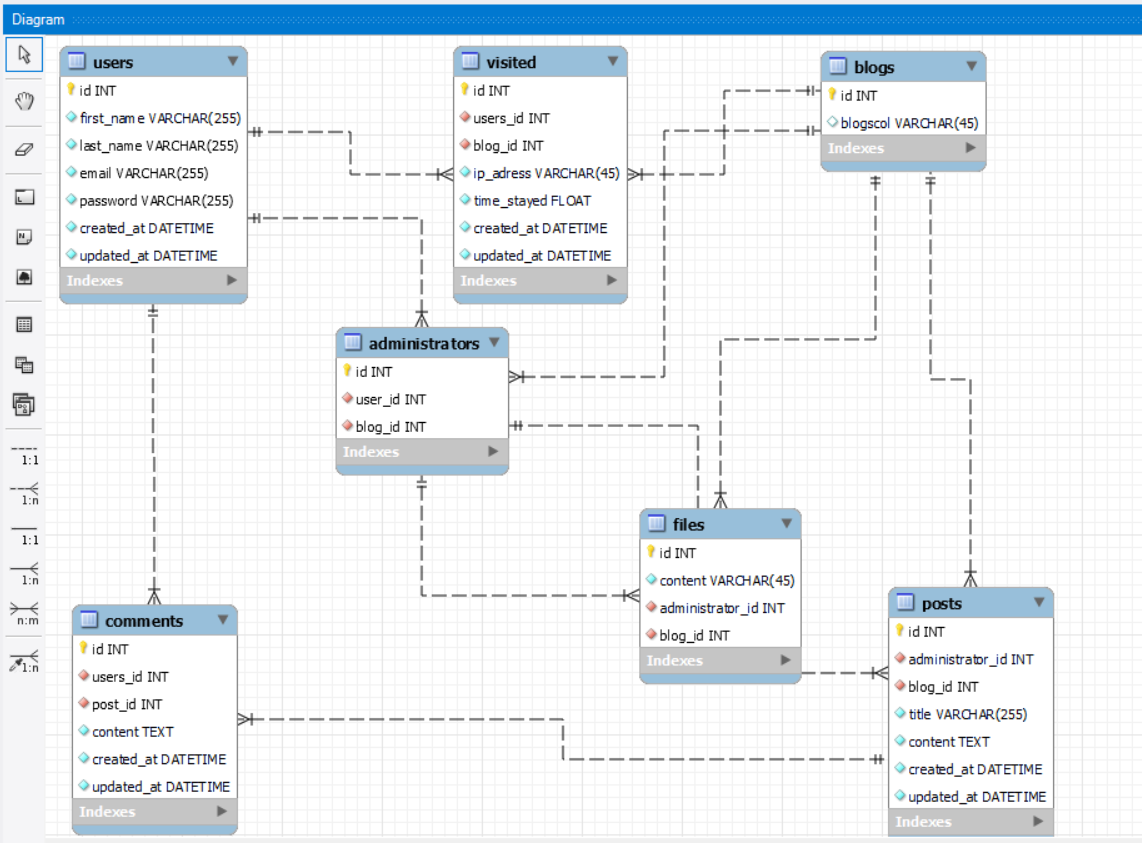 Diagram
1:1
1:n
1:1
1:n
n:m
1:n
users
id INT
first_name VARCHAR(255)
last_name VARCHAR(255)
email VARCHAR(255)
password VARCHAR(255)
created_at DATETIME
updated_at DATETIME
Indexes
visited
id INT
users_id INT
blog_id INT
ip_adress VARCHAR(45)
time_stayed FLOAT
created_at DATETIME
updated_at DATETIME
Indexes
blogs
id INT
blogscol VARCHAR(45)
Indexes
administrators
id INT
user_id INT
blog_id INT
Indexes
files
id INT
content VARCHAR(45)
administrator_id INT
blog_id INT
Indexes
comments
id INT
users_id INT
post_id INT
content TEXT
created_at DATETIME
updated_at DATETIME
Indexes
posts
id INT
administrator_id INT
blog_id INT
title VARCHAR(255)
content TEXT
created_at DATETIME
updated_at DATETIME
Indexes